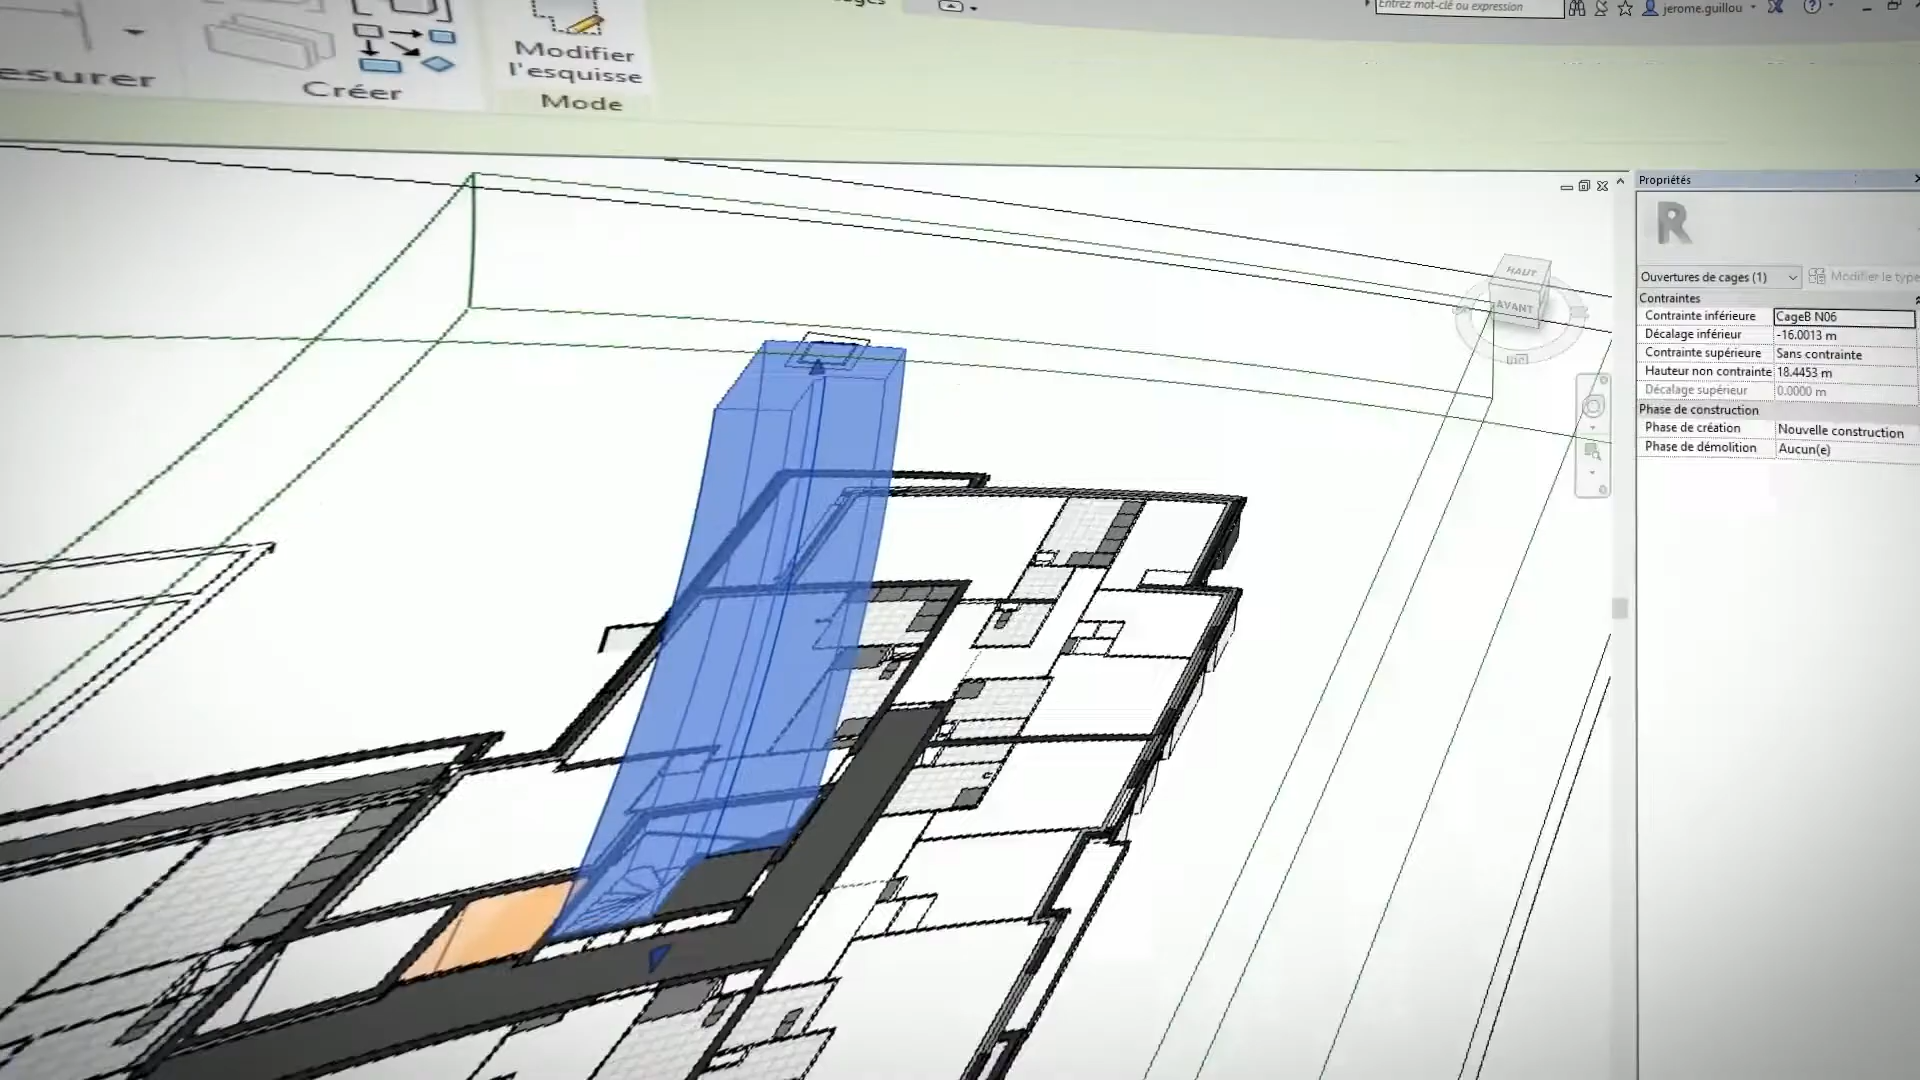 Entrez mot-clé ou expression
jerome.guillou
Modifier
l'esquisse
Mode
esurer
Créer
Propriétés
R
HAUT
AVANT
Ouvertures de cages (1)
Modifier le type
Contraintes
Contrainte inférieure CageB N06
Décalage inférieur -16.0013 m
Contrainte supérieure Sans contrainte
Hauteur non contrainte 18.4453 m
Décalage supérieur 0.0000 m
Phase de construction
Phase de création Nouvelle construction
Phase de démolition Aucun(e)